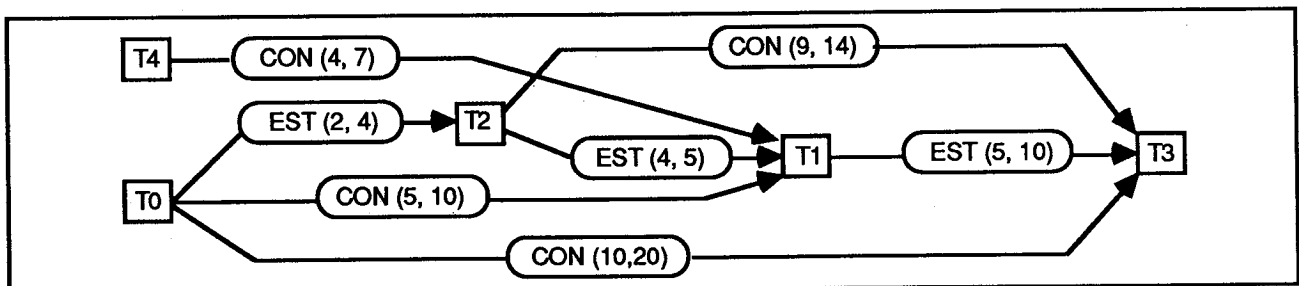 CON (9, 14)
T4
CON (4, 7)
EST (2, 4)
T2
EST (4, 5)
T1
EST (5, 10)
T3
T0
CON (5, 10)
CON (10,20)